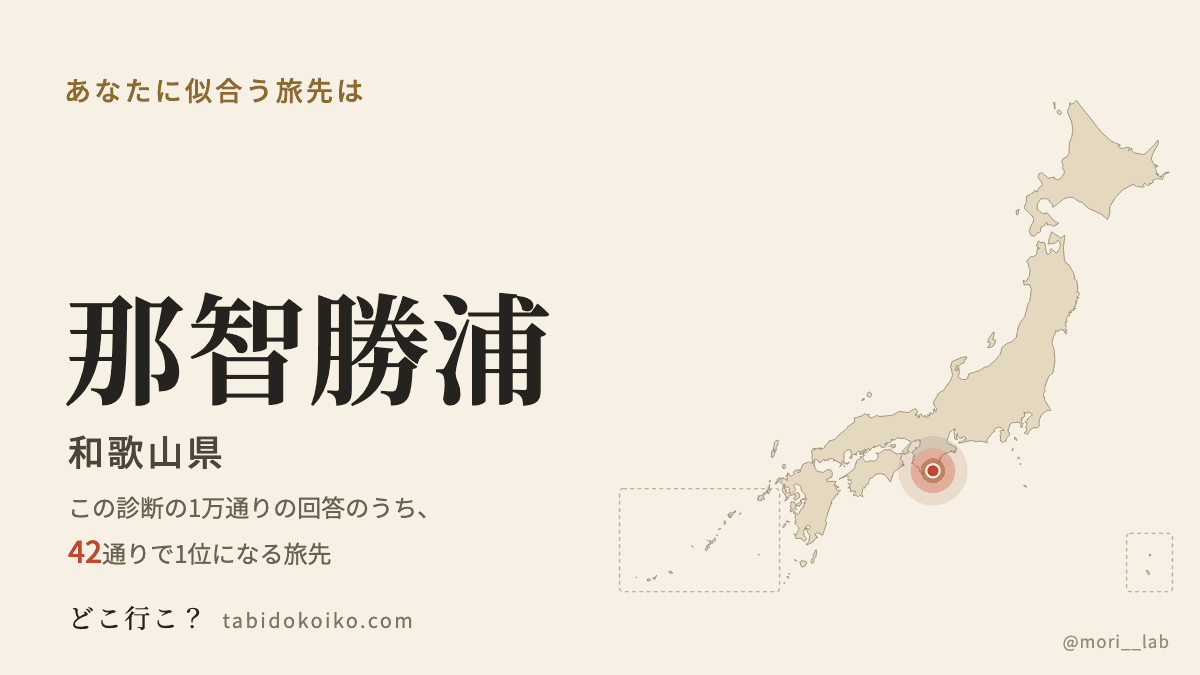 あなたに似合う旅先は
那智勝浦
和歌山県
この診断の1万通りの回答のうち、
42通りで1位になる旅先
どこ行こ？ tabidokoiko.com
@mori__lab